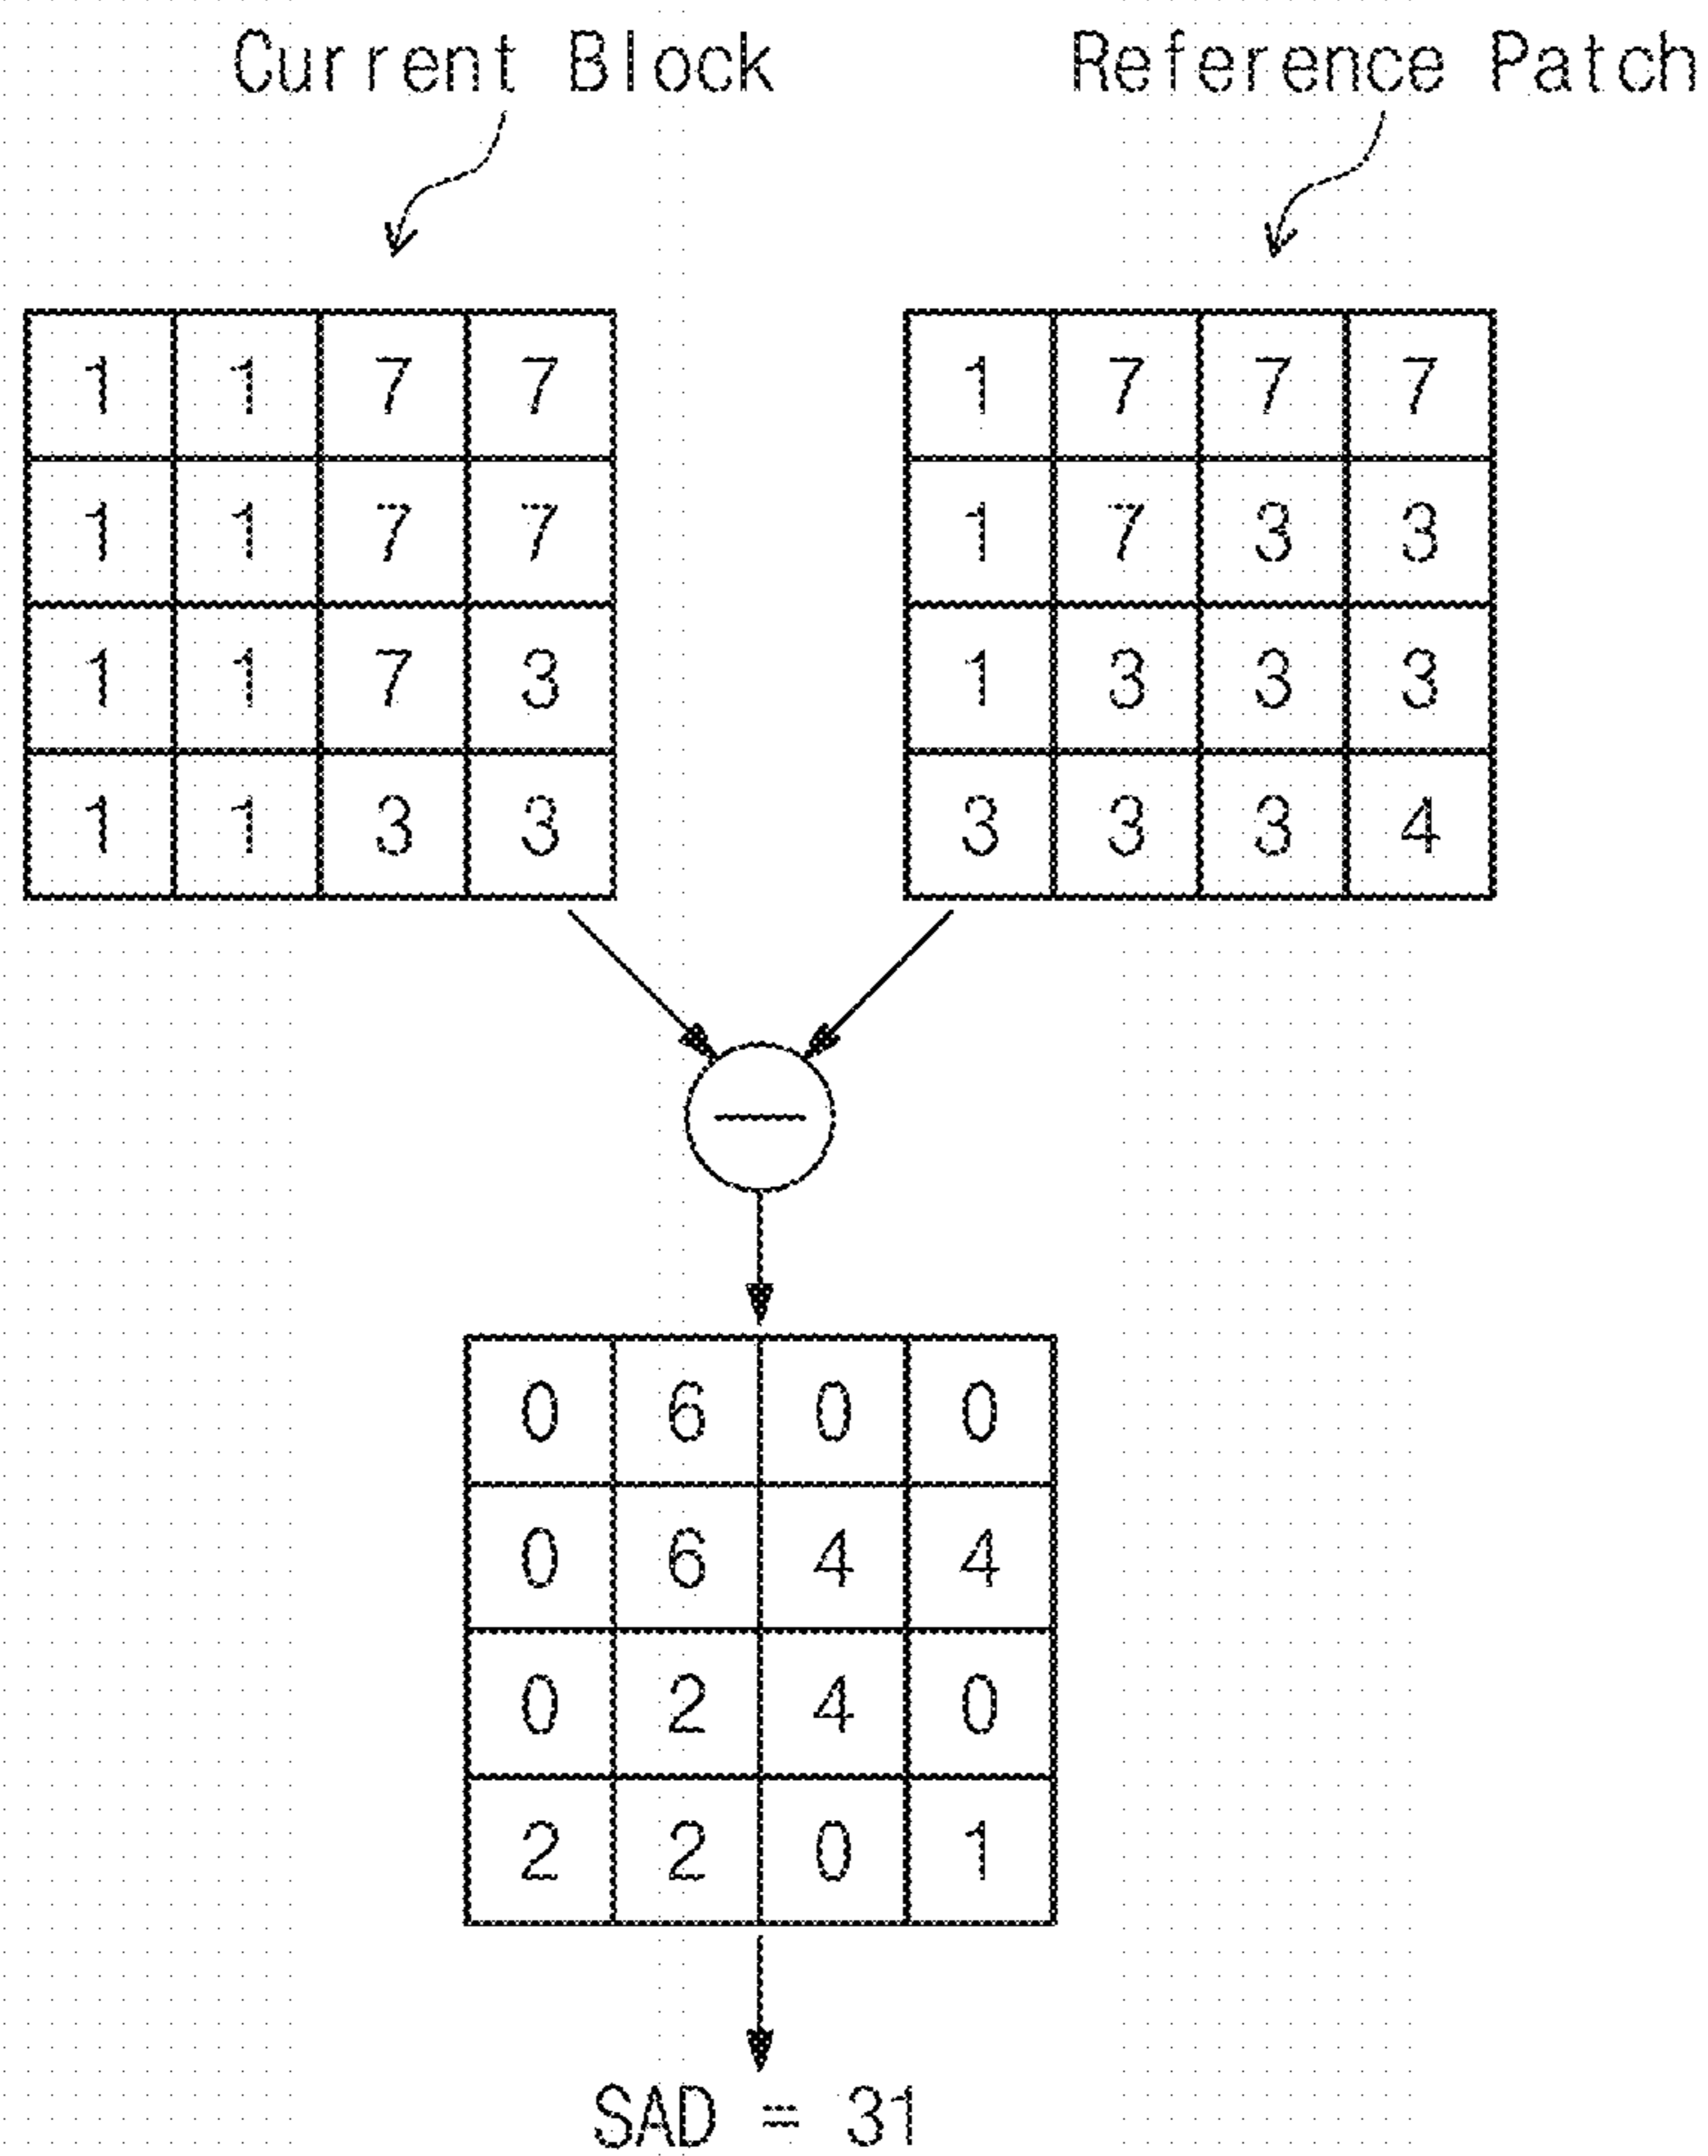 Current Block Reference Patch
1 1 7 7 1 7 7 7
1 1 7 7 1 7 3 3
1 1 7 3 1 3 3 3
1 1 3 3 3 3 3 4
—
0 6 0 0
0 6 4 4
0 2 4 0
2 2 0 1
SAD = 31